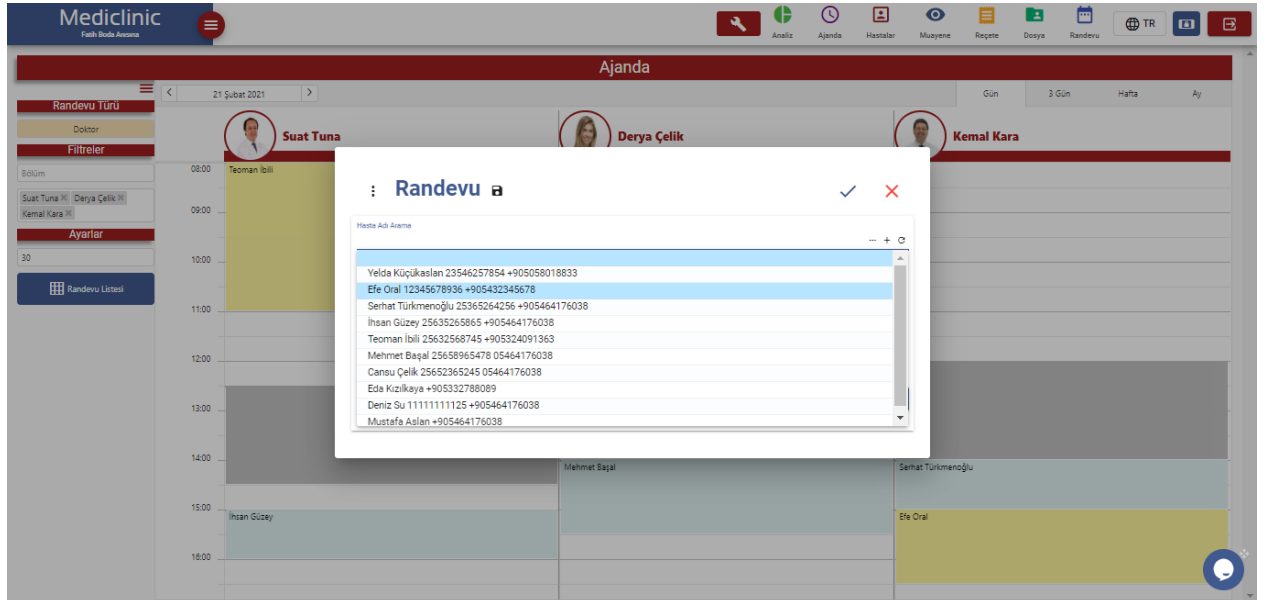 Mediclinic
Fatih Boda Arısına
Analiz
Ajanda
Hastalar
Muayene
Reçete
Dosya
Randevu
TR
Ajanda
21 Şubat 2021
Gün
3 Gün
Hafta
Ay
Randevu Türü
Doktor
Filtreler
Bölüm
Suat Tuna
Derya Çelik
Kemal Kara
Ayarlar
30
Randevu Listesi
Suat Tuna
Derya Çelik
Kemal Kara
08:00
09:00
10:00
11:00
12:00
13:00
14:00
15:00
16:00
Teoman İbili
Randevu
Hasta Adı Arama
Yelda Küçükaslan 23546257854 +905058018833
Efe Oral 12345678936 +905432345678
Serhat Türkmenoğlu 25365264256 +905464176038
İhsan Güzey 25635265865 +905464176038
Teoman İbili 25632568745 +905324091363
Mehmet Başal 25658965478 05464176038
Cansu Çelik 25652365245 05464176038
Eda Kızılkaya +905332788089
Deniz Su 11111111125 +905464176038
Mustafa Aslan +905464176038
Mehmet Başal
Serhat Türkmenoğlu
İhsan Güzey
Efe Oral